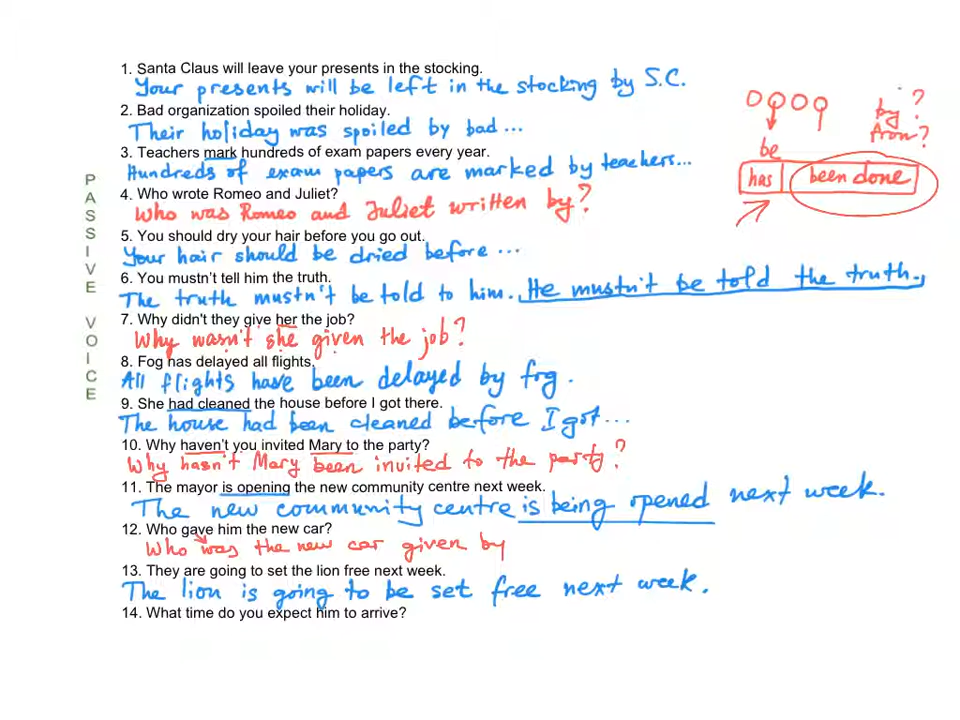 PASSIVE VOICE
1. Santa Claus will leave your presents in the stocking.
Your presents will be left in the stocking by S.C.
2. Bad organization spoiled their holiday.
Their holiday was spoiled by bad ...
3. Teachers mark hundreds of exam papers every year.
Hundreds of exam papers are marked by teachers...
4. Who wrote Romeo and Juliet?
Who was Romeo and Juliet written by?
5. You should dry your hair before you go out.
Your hair should be dried before ...
6. You mustn't tell him the truth.
The truth mustn't be told to him. He mustn't be told the truth.
7. Why didn't they give her the job?
Why wasn't she given the job?
8. Fog has delayed all flights.
All flights have been delayed by fog.
9. She had cleaned the house before I got there.
The house had been cleaned before I got...
10. Why haven't you invited Mary to the party?
Why hasn't Mary been invited to the party?
11. The mayor is opening the new community centre next week.
The new community centre is being opened next week.
12. Who gave him the new car?
Who was the new car given by
13. They are going to set the lion free next week.
The lion is going to be set free next week.
14. What time do you expect him to arrive?
by ?
?
be
has been done